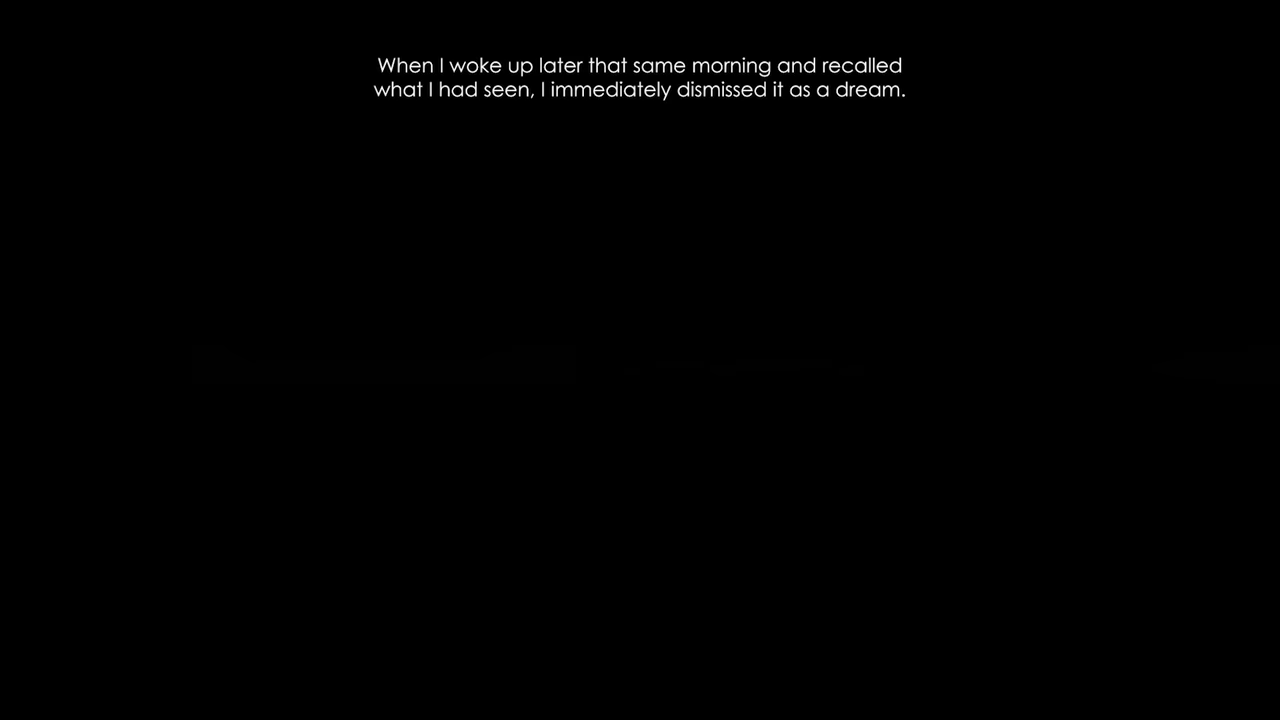 When I woke up later that same morning and recalled
what I had seen, I immediately dismissed it as a dream.